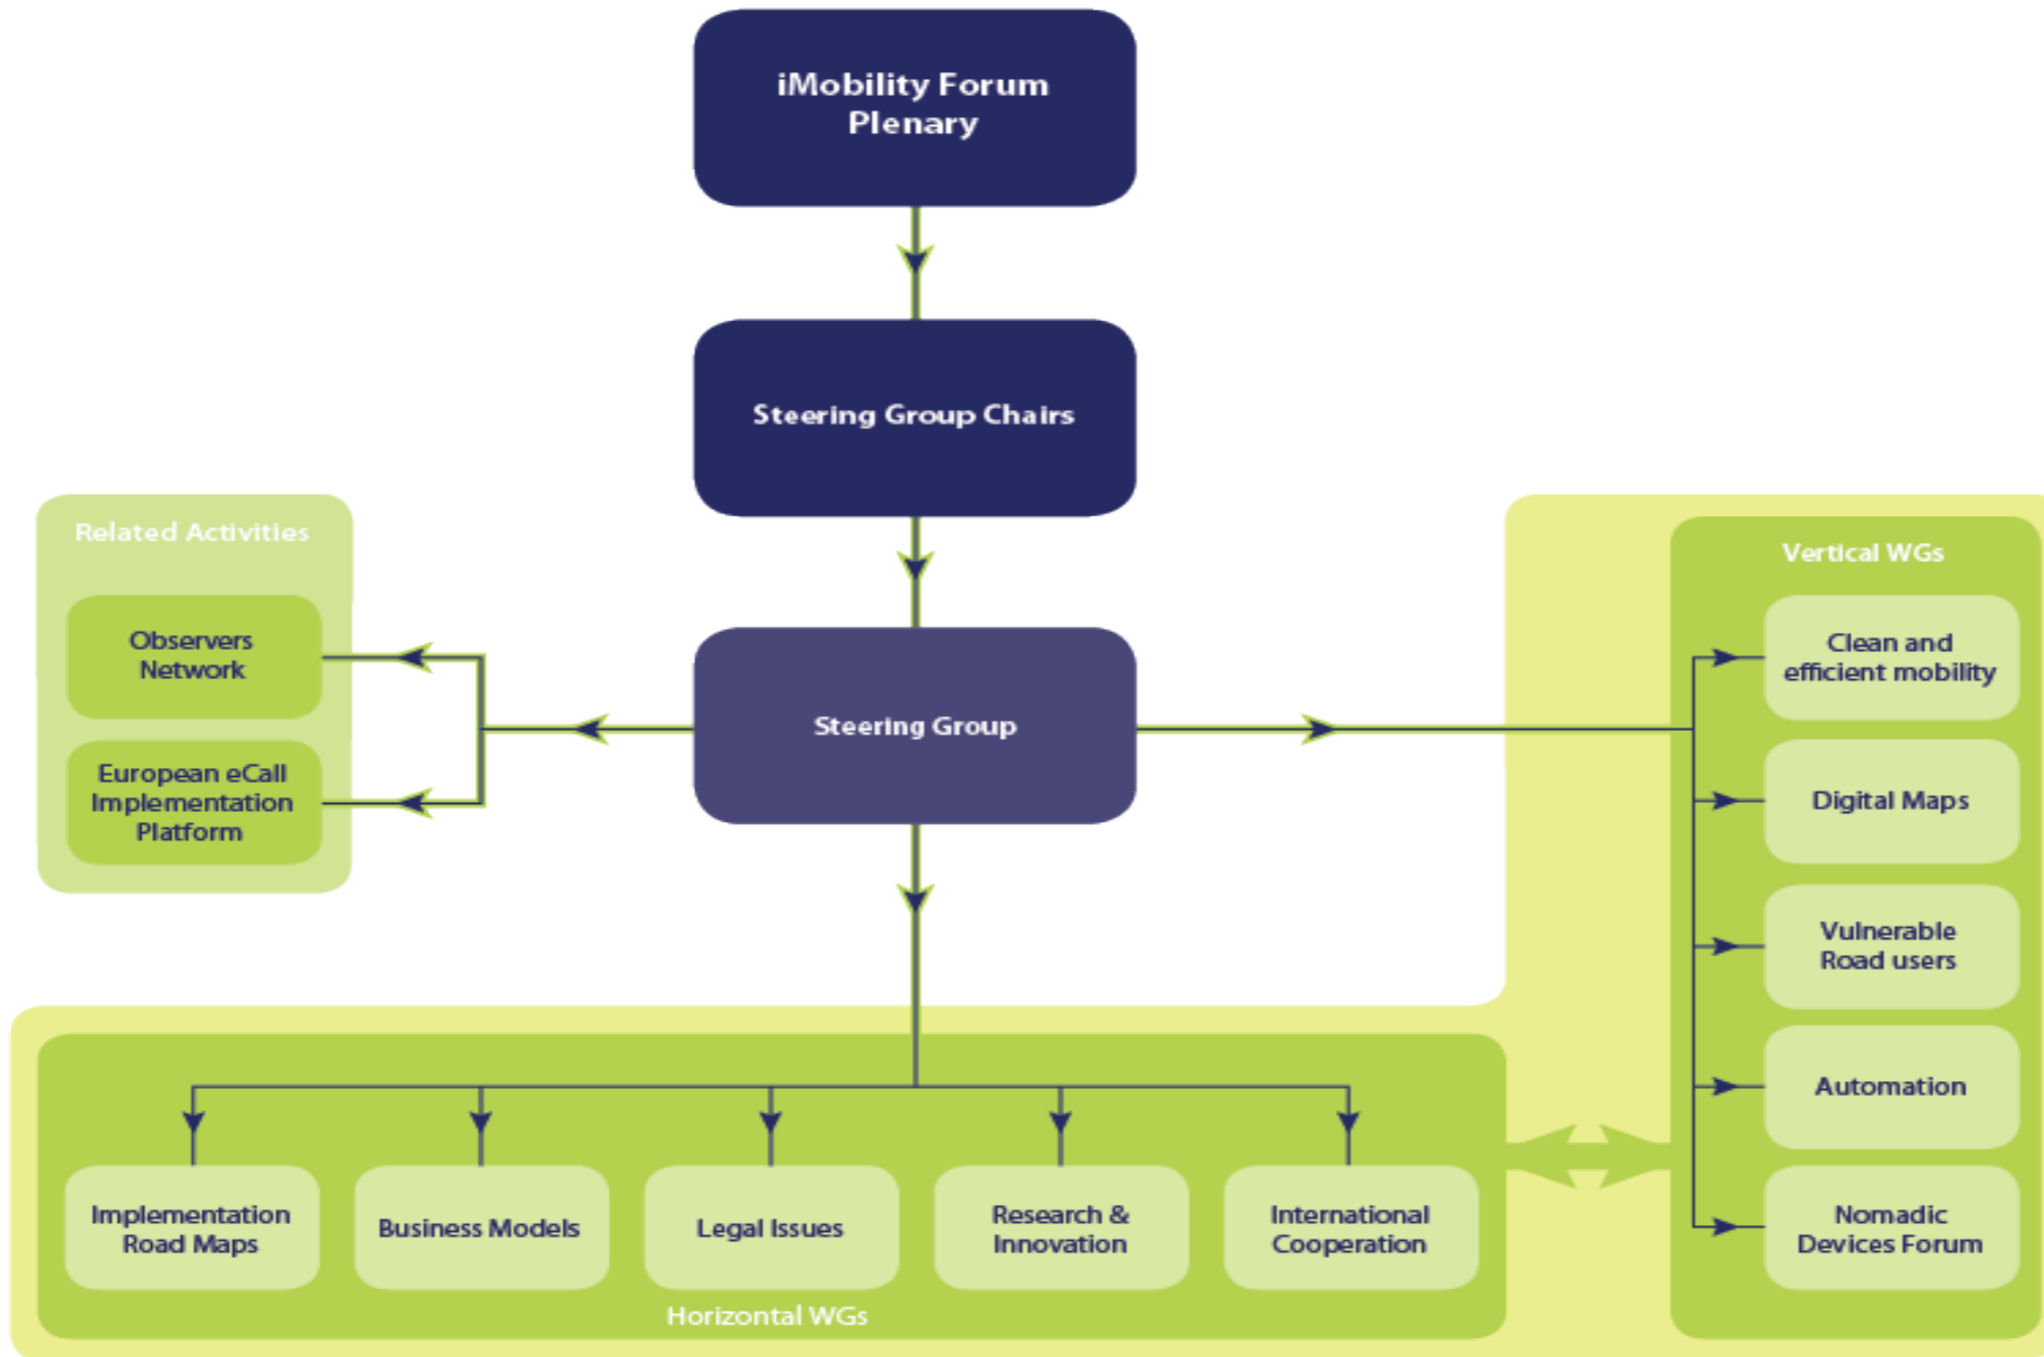 iMobility Forum
Plenary
Steering Group Chairs
Related Activities
Observers
Network
European eCall
Implementation
Platform
Steering Group
Vertical WGs
Clean and
efficient mobility
Digital Maps
Vulnerable
Road users
Automation
Nomadic
Devices Forum
Implementation
Road Maps
Business Models
Legal Issues
Research &
Innovation
International
Cooperation
Horizontal WGs